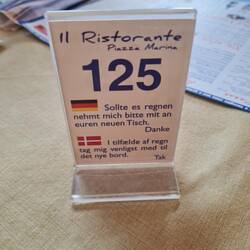 Il Ristorante
Piazza Marina
125
Sollte es regnen
nehmt mich bitte mit an
euren neuen Tisch.
Danke
I tilfælde af regn
tag mig venligst med til
det nye bord.
Tak